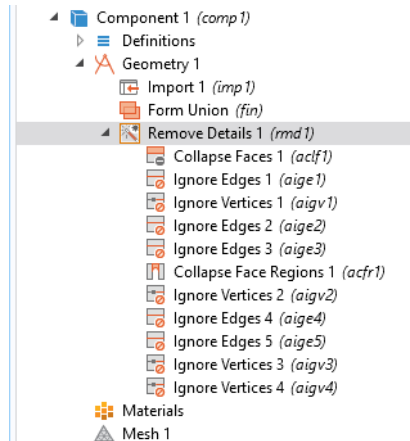 Component 1 (comp1)
Definitions
Geometry 1
Import 1 (imp1)
Form Union (fin)
Remove Details 1 (rmd1)
Collapse Faces 1 (aclf1)
Ignore Edges 1 (aige1)
Ignore Vertices 1 (aigv1)
Ignore Edges 2 (aige2)
Ignore Edges 3 (aige3)
Collapse Face Regions 1 (acfr1)
Ignore Vertices 2 (aigv2)
Ignore Edges 4 (aige4)
Ignore Edges 5 (aige5)
Ignore Vertices 3 (aigv3)
Ignore Vertices 4 (aigv4)
Materials
Mesh 1